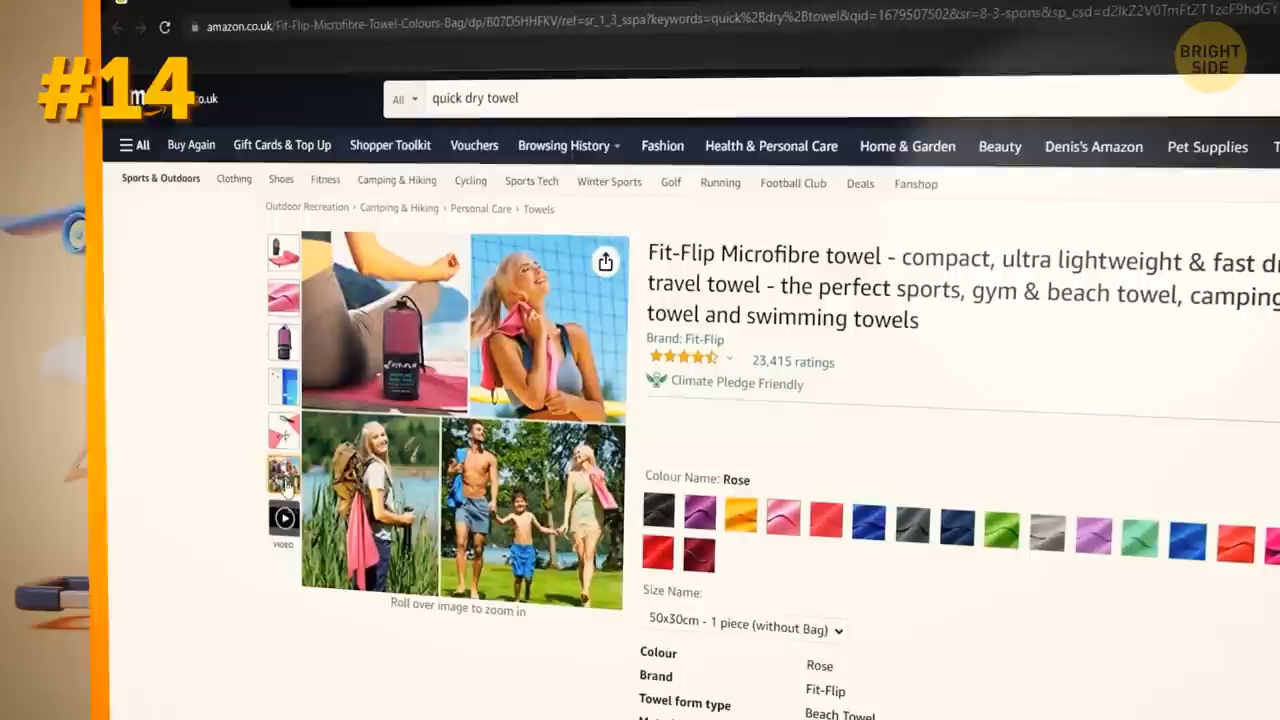 amazon.co.uk/Fit-Flip-Microfibre-Towel-Colours-Bag/dp/B07D5HHFKV/ref=sr_1_3_sspa?keywords=quick%2Bdry%2Btowel&qid=1679507502&sr=8-3-spons&sp_csd=d2lkZ2V0TmFtZT1zcF9hdGY
BRIGHT
SIDE
#14
.co.uk
All
quick dry towel
All Buy Again Gift Cards & Top Up Shopper Toolkit Vouchers Browsing History Fashion Health & Personal Care Home & Garden Beauty Denis's Amazon Pet Supplies T
Sports & Outdoors Clothing Shoes Fitness Camping & Hiking Cycling Sports Tech Winter Sports Golf Running Football Club Deals Fanshop
Outdoor Recreation › Camping & Hiking › Personal Care › Towels
Fit-Flip Microfibre towel - compact, ultra lightweight & fast d
travel towel - the perfect sports, gym & beach towel, camping
towel and swimming towels
Brand: Fit-Flip
23,415 ratings
Climate Pledge Friendly
FIT-FLIP
VIDEO
Roll over image to zoom in
Colour Name: Rose
Size Name:
50x30cm - 1 piece (without Bag)
Colour Rose
Brand Fit-Flip
Towel form type Beach Towel